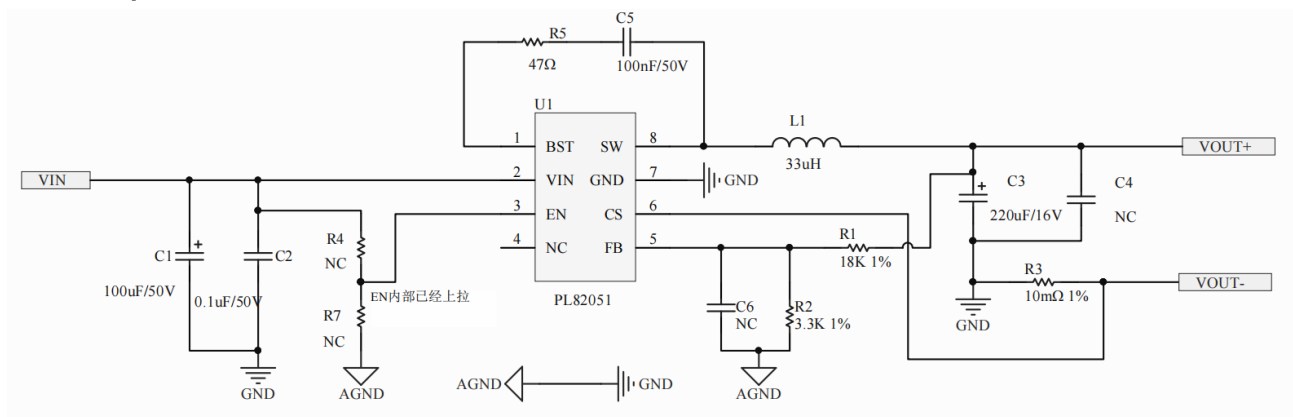 C5
R5
47Ω
100nF/50V
U1
1
BST
SW
8
L1
33uH
VOUT+
VIN
2
VIN
GND
7
GND
3
EN
CS
6
4
NC
FB
5
PL82051
C1
+
100uF/50V
C2
0.1uF/50V
R4
NC
EN内部已经上拉
R7
NC
GND
AGND
R1
18K 1%
C6
NC
R2
3.3K 1%
AGND
AGND
GND
+
C3
220uF/16V
C4
NC
R3
10mΩ 1%
VOUT-
GND